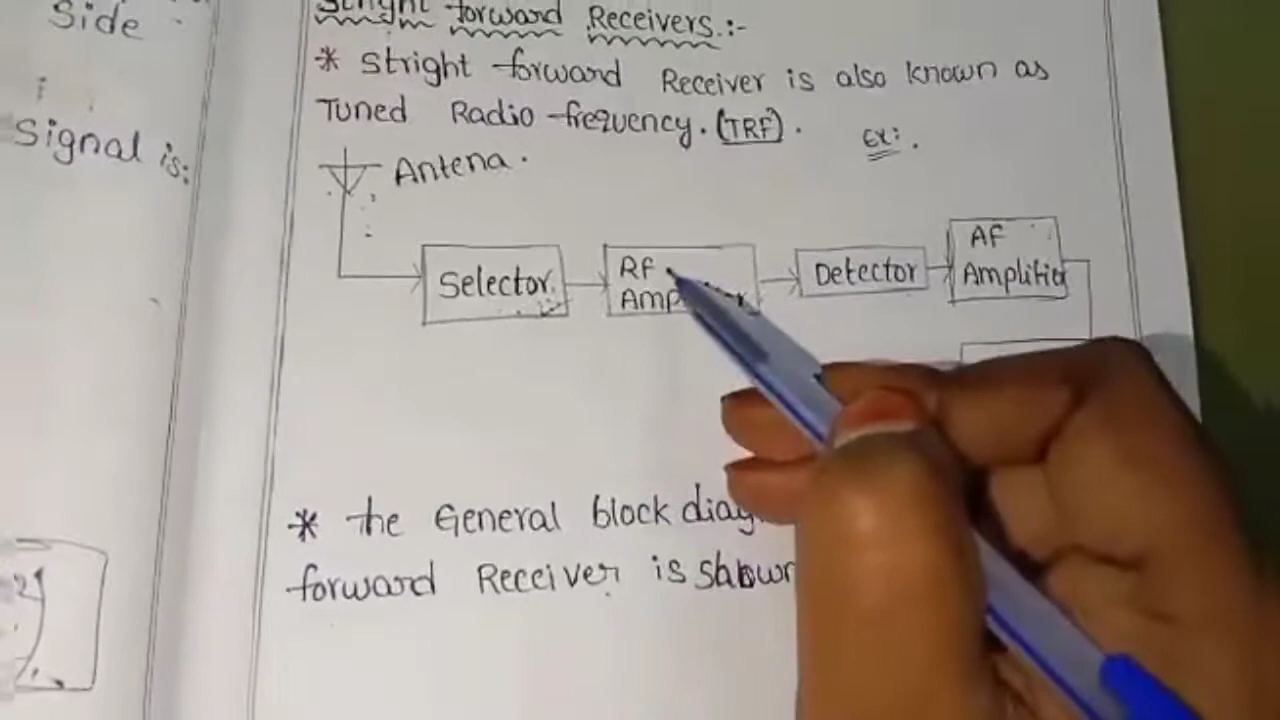 Side
Signal is:
Stright forward Receivers:-
* Stright forward Receiver is also known as
Tuned Radio-frequency. (TRF).
Ex:.
Antena.
Selector
RF
Detector
AF
Amplifier
* the General block
forward Receiver is shown